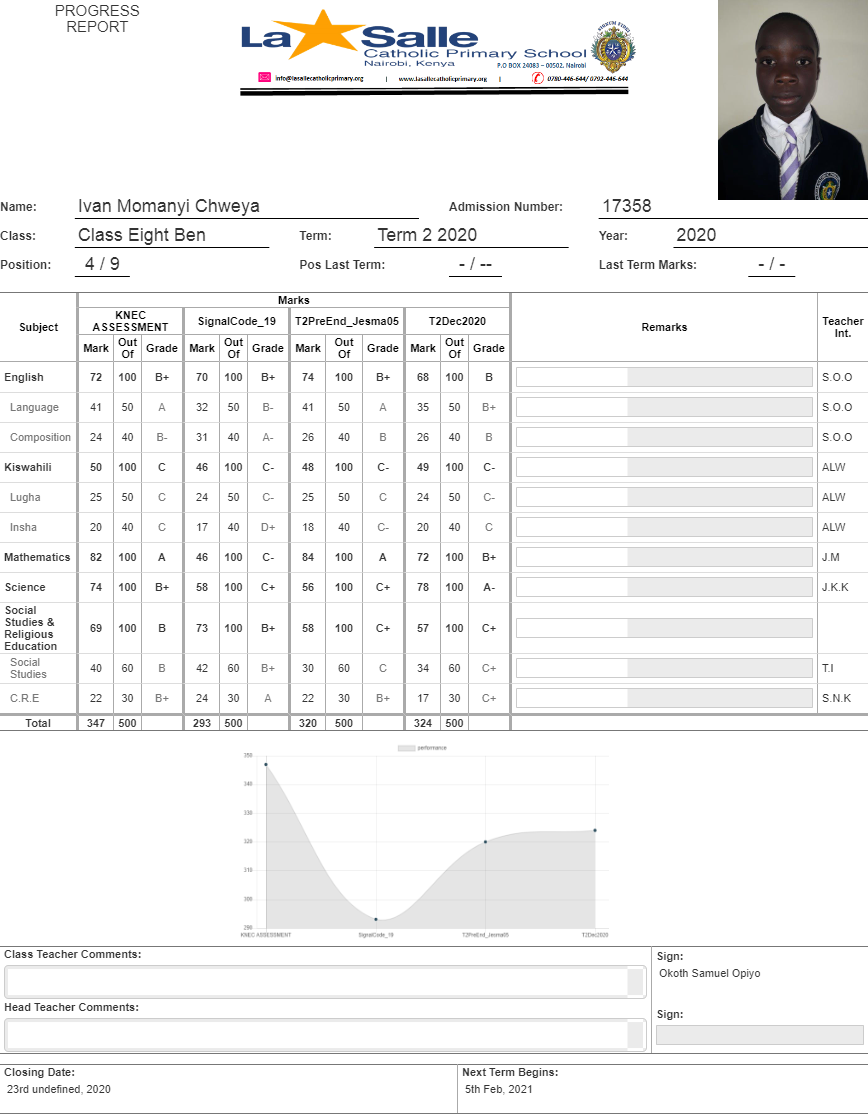 PROGRESS
REPORT
La Salle
Catholic Primary School
Nairobi, Kenya
P.O BOX 24083 – 00502, Nairobi
info@lasallecatholicprimary.org | www.lasallecatholicprimary.org | 0780-446-644/ 0792-446-644
Name: Ivan Momanyi Chweya Admission Number: 17358
Class: Class Eight Ben Term: Term 2 2020 Year: 2020
Position: 4 / 9 Pos Last Term: - / -- Last Term Marks: - / -
Subject Marks Remarks Teacher Int.
KNEC ASSESSMENT SignalCode_19 T2PreEnd_Jesma05 T2Dec2020
Mark Out Of Grade Mark Out Of Grade Mark Out Of Grade Mark Out Of Grade
English 72 100 B+ 70 100 B+ 74 100 B+ 68 100 B S.O.O
Language 41 50 A 32 50 B- 41 50 A 35 50 B+ S.O.O
Composition 24 40 B- 31 40 A- 26 40 B 26 40 B S.O.O
Kiswahili 50 100 C 46 100 C- 48 100 C- 49 100 C- ALW
Lugha 25 50 C 24 50 C- 25 50 C 24 50 C- ALW
Insha 20 40 C 17 40 D+ 18 40 C- 20 40 C ALW
Mathematics 82 100 A 46 100 C- 84 100 A 72 100 B+ J.M
Science 74 100 B+ 58 100 C+ 56 100 C+ 78 100 A- J.K.K
Social Studies & Religious Education 69 100 B 73 100 B+ 58 100 C+ 57 100 C+
Social Studies 40 60 B 42 60 B+ 30 60 C 34 60 C+ T.I
C.R.E 22 30 B+ 24 30 A 22 30 B+ 17 30 C+ S.N.K
Total 347 500 293 500 320 500 324 500
performance
350
340
330
320
310
300
290
KNEC ASSESSMENT SignalCode_19 T2PreEnd_Jesma05 T2Dec2020
Class Teacher Comments: Sign:
Okoth Samuel Opiyo
Head Teacher Comments: Sign:
Closing Date: Next Term Begins:
23rd undefined, 2020 5th Feb, 2021